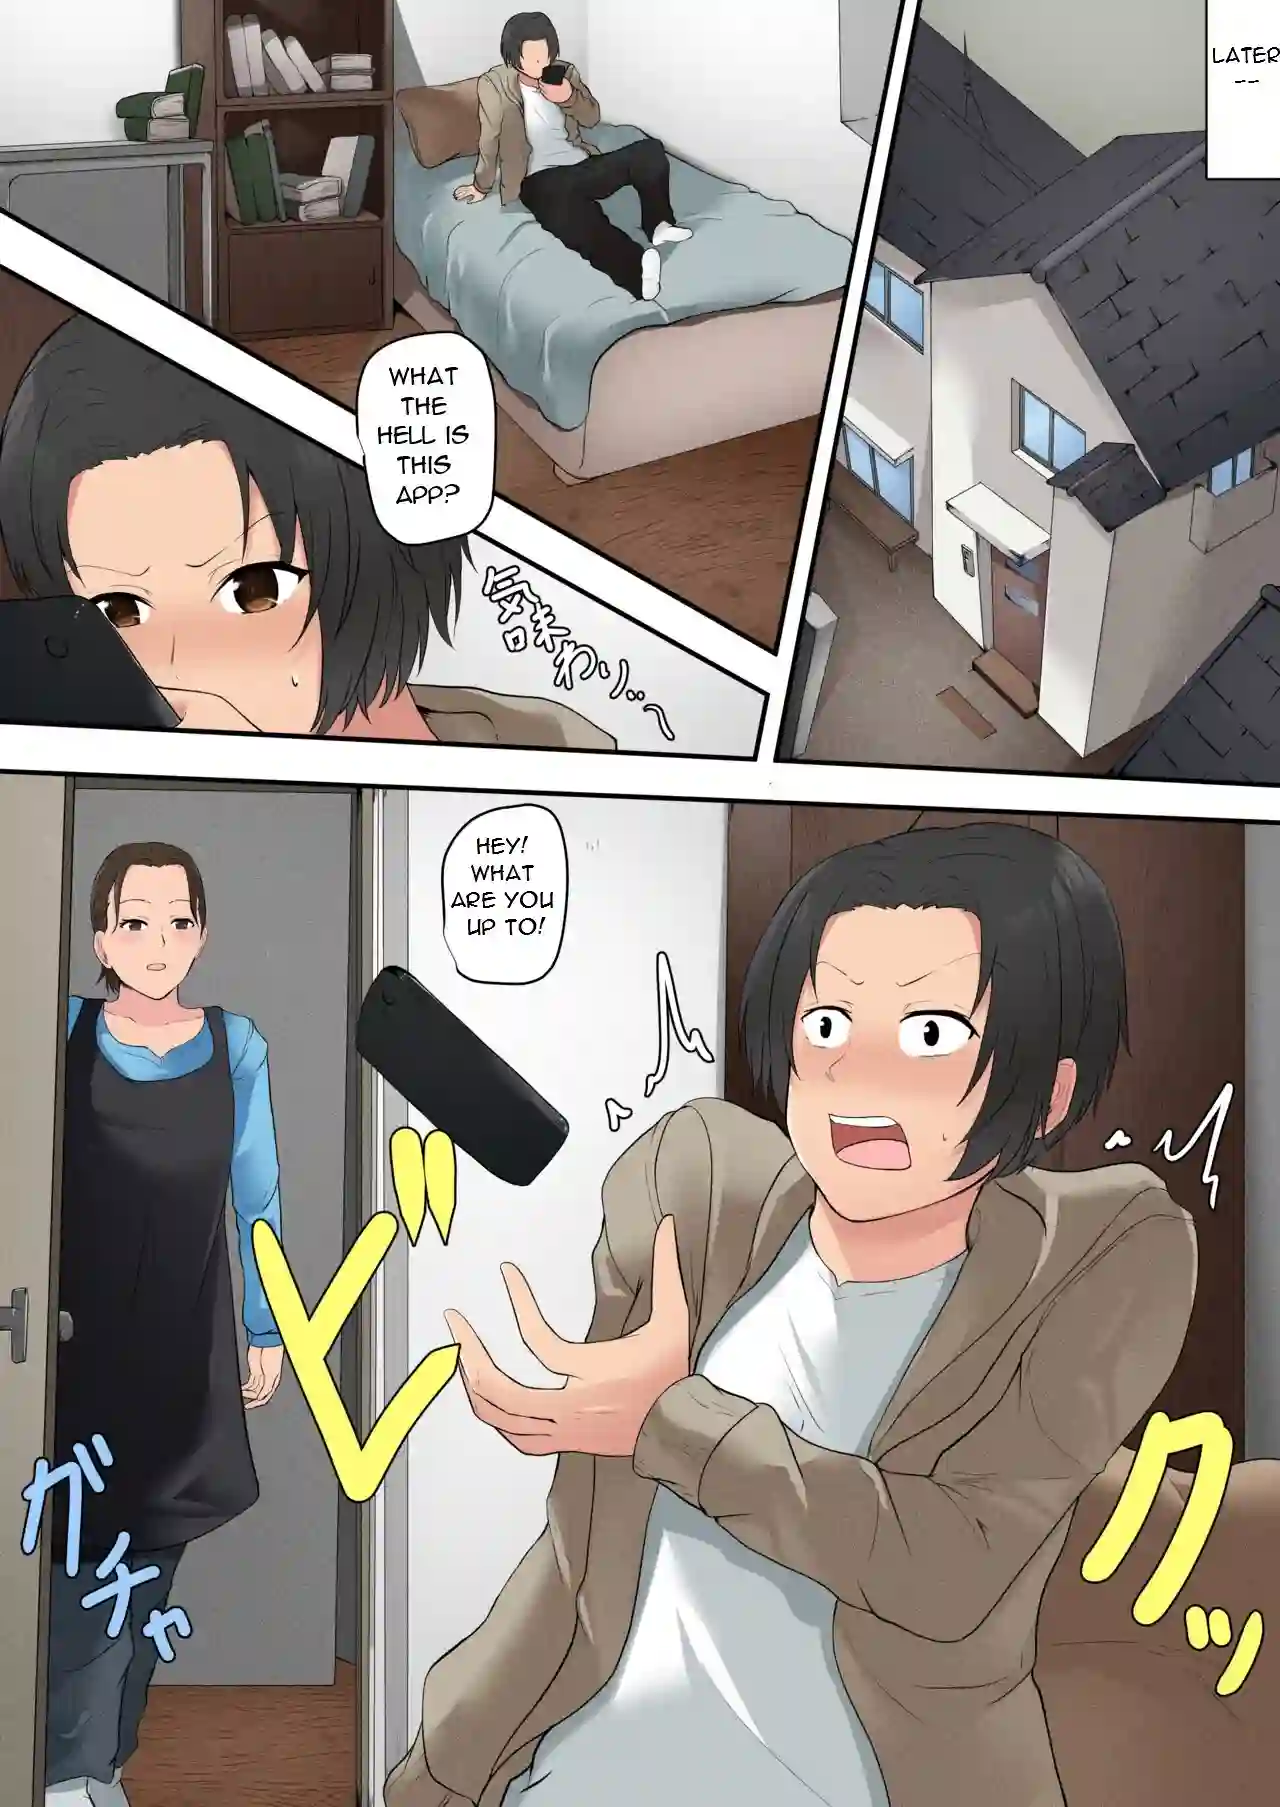 LATER
--
WHAT
THE
HELL IS
THIS
APP?
気味わり..〜
HEY!
WHAT
ARE YOU
UP TO!
ガチャ
ビクッ